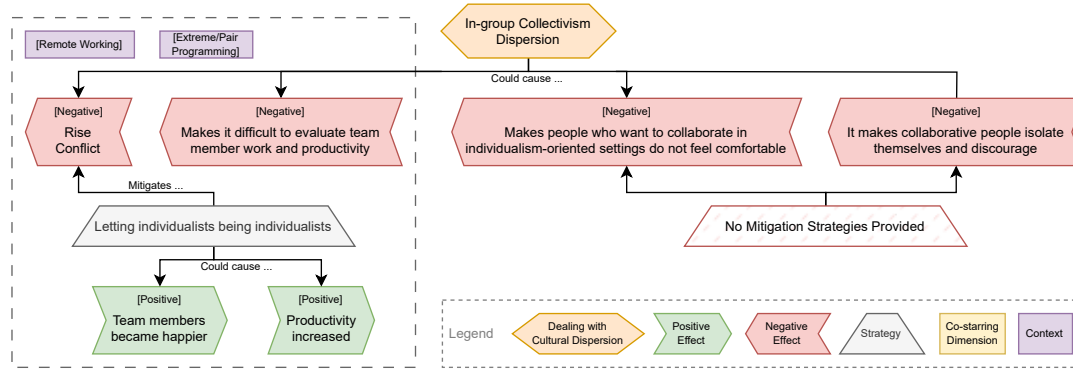 [Remote Working]
[Extreme/Pair
Programming]
In-group Collectivism
Dispersion
Could cause ...
[Negative]
Rise
Conflict
[Negative]
Makes it difficult to evaluate team
member work and productivity
[Negative]
Makes people who want to collaborate in
individualism-oriented settings do not feel comfortable
[Negative]
It makes collaborative people isolate
themselves and discourage
Mitigates ...
Letting individualists being individualists
No Mitigation Strategies Provided
Could cause ...
[Positive]
Team members
became happier
[Positive]
Productivity
increased
Legend
Dealing with
Cultural Dispersion
Positive
Effect
Negative
Effect
Strategy
Co-starring
Dimension
Context